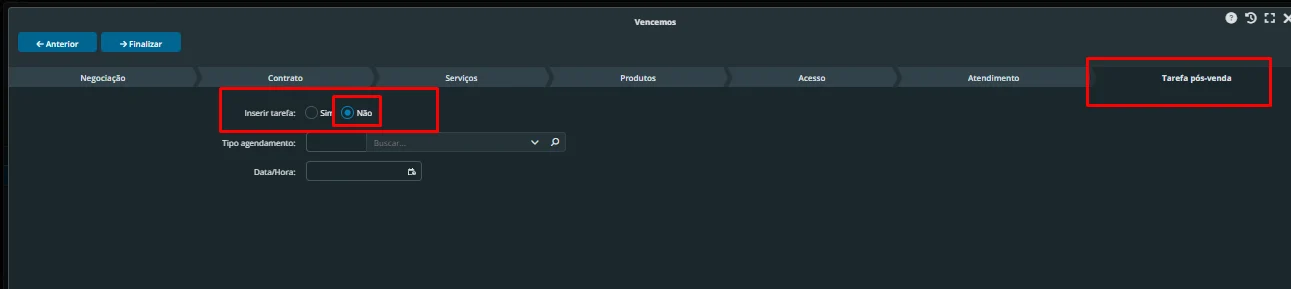 Vencemos
← Anterior
→ Finalizar
Negociação
Contrato
Serviços
Produtos
Acesso
Atendimento
Tarefa pós-venda
Inserir tarefa: Sim Não
Tipo agendamento: Buscar...
Data/Hora: